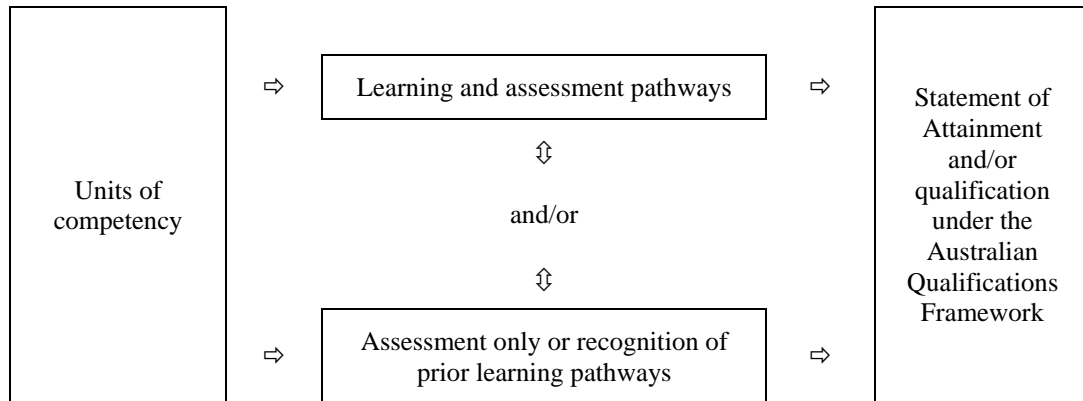 Units of
competency
⇨
Learning and assessment pathways
⇨
⇳
and/or
⇳
⇨
Assessment only or recognition of
prior learning pathways
⇨
Statement of
Attainment
and/or
qualification
under the
Australian
Qualifications
Framework